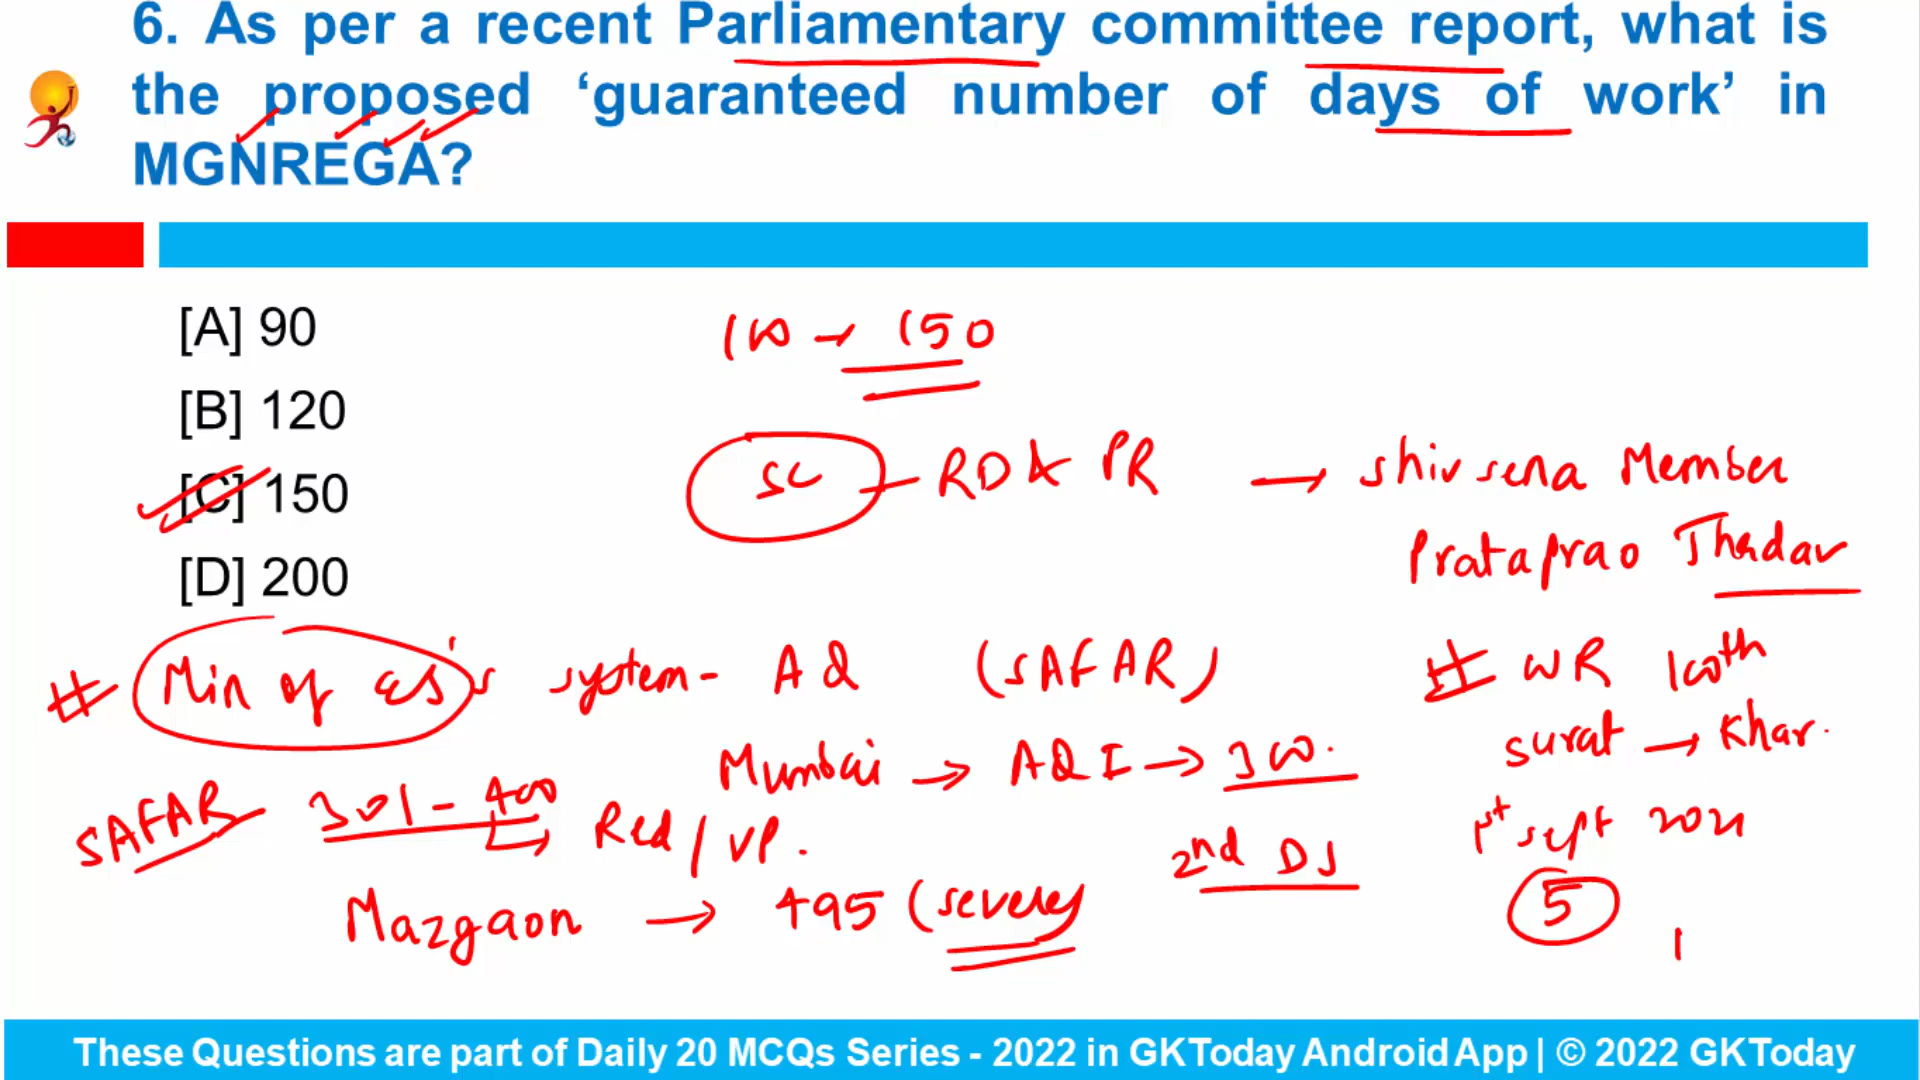 6. As per a recent Parliamentary committee report, what is
the proposed ‘guaranteed number of days of work’ in
MGNREGA?
[A] 90
[B] 120
[C] 150
[D] 200
100 → 150
SC - RD & PR → Shivsena Member
Prataprao Jhadav
# Min of ES's system - AQ (SAFAR)
Mumbai → AQI → 300.
SAFAR 301 - 400 → Red / VP.
Mazgaon → 495 (severe)
2nd DJ
# WR 100th
surat → Khar.
1st sept 2021
5
1
These Questions are part of Daily 20 MCQs Series - 2022 in GKToday Android App | © 2022 GKToday